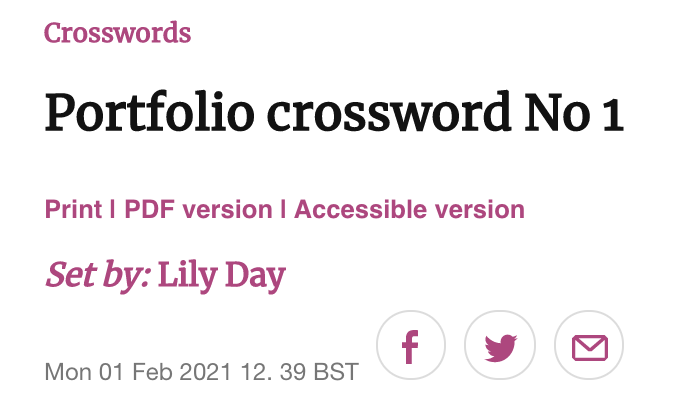 Crosswords
Portfolio crossword No 1
Print | PDF version | Accessible version
Set by: Lily Day
Mon 01 Feb 2021 12. 39 BST